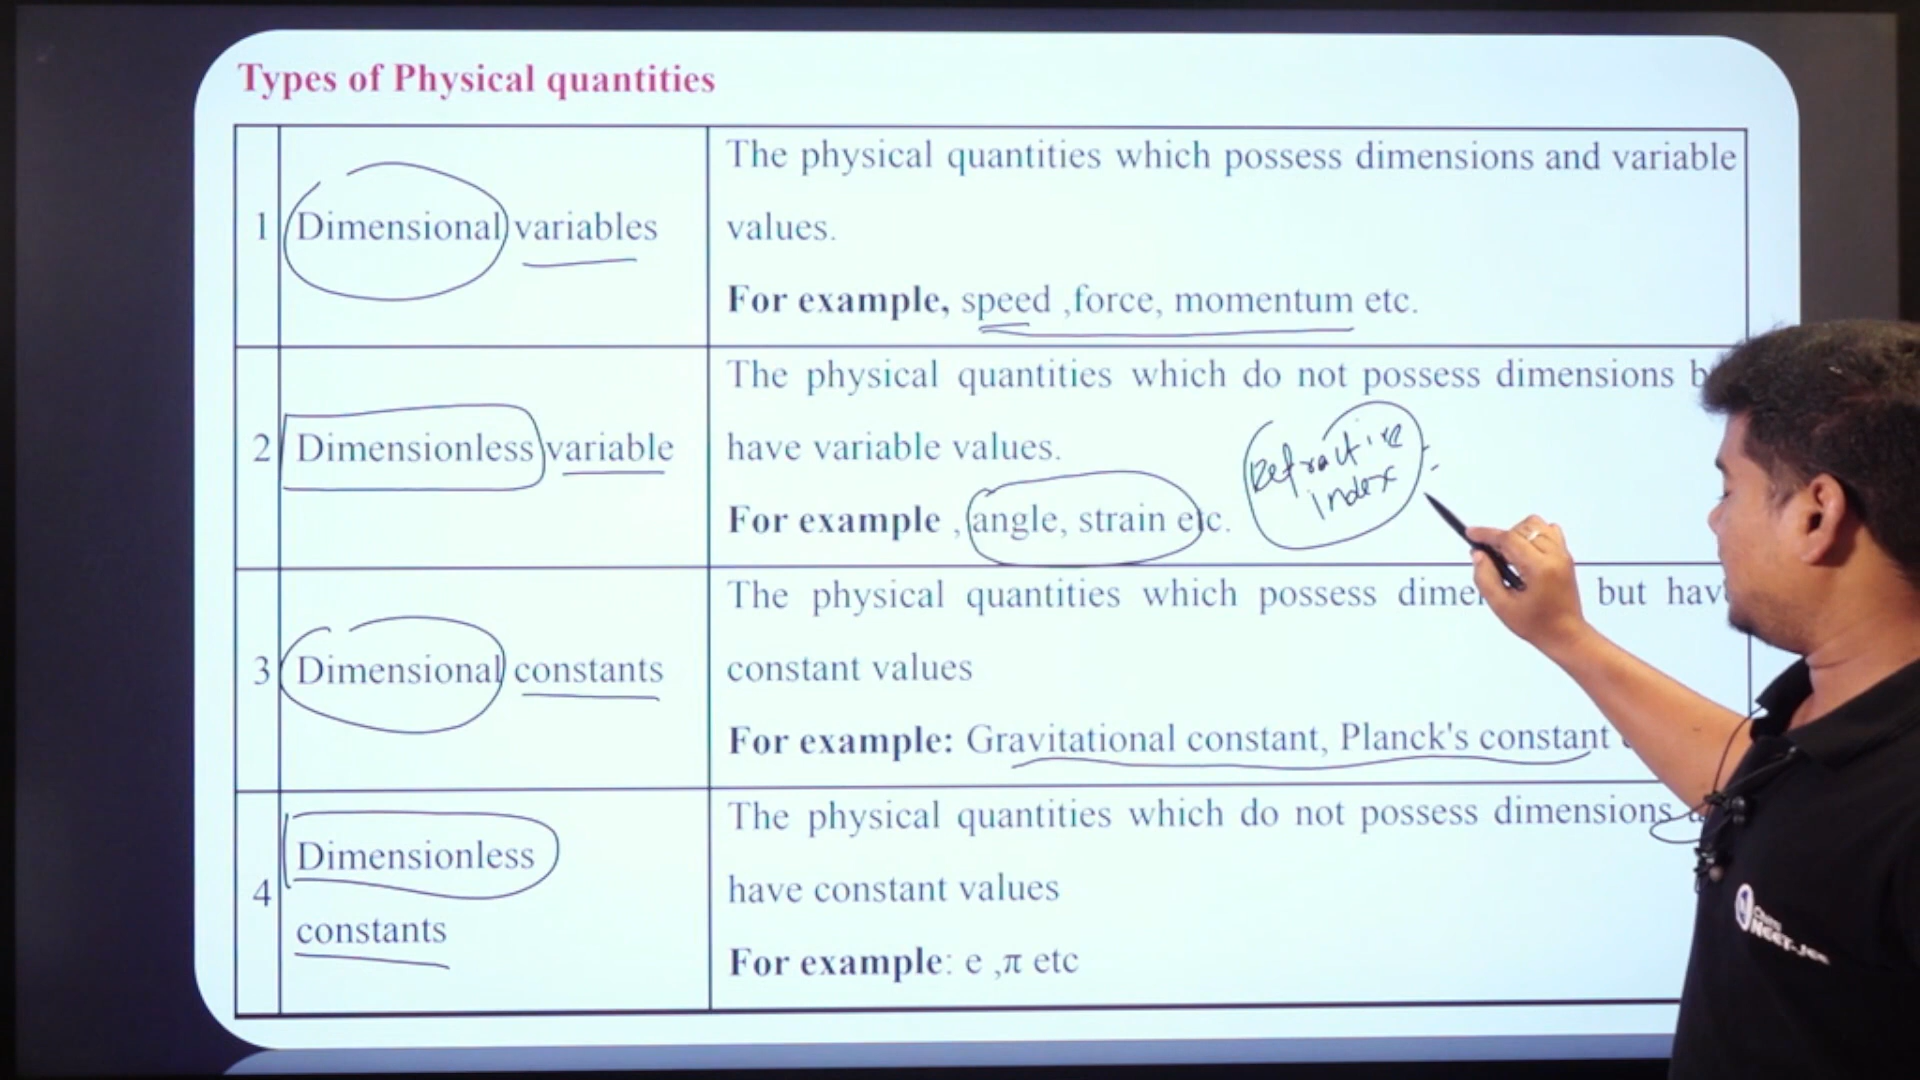 Types of Physical quantities
1 Dimensional variables
The physical quantities which possess dimensions and variable
values.
For example, speed ,force, momentum etc.
2 Dimensionless variable
The physical quantities which do not possess dimensions
have variable values.
For example , angle, strain etc.
Refractive
index
3 Dimensional constants
The physical quantities which possess but
constant values
For example: Gravitational constant, Planck's constant
4 Dimensionless
constants
The physical quantities which do not possess dimensions
have constant values
For example: e ,π etc
NEET-JEE